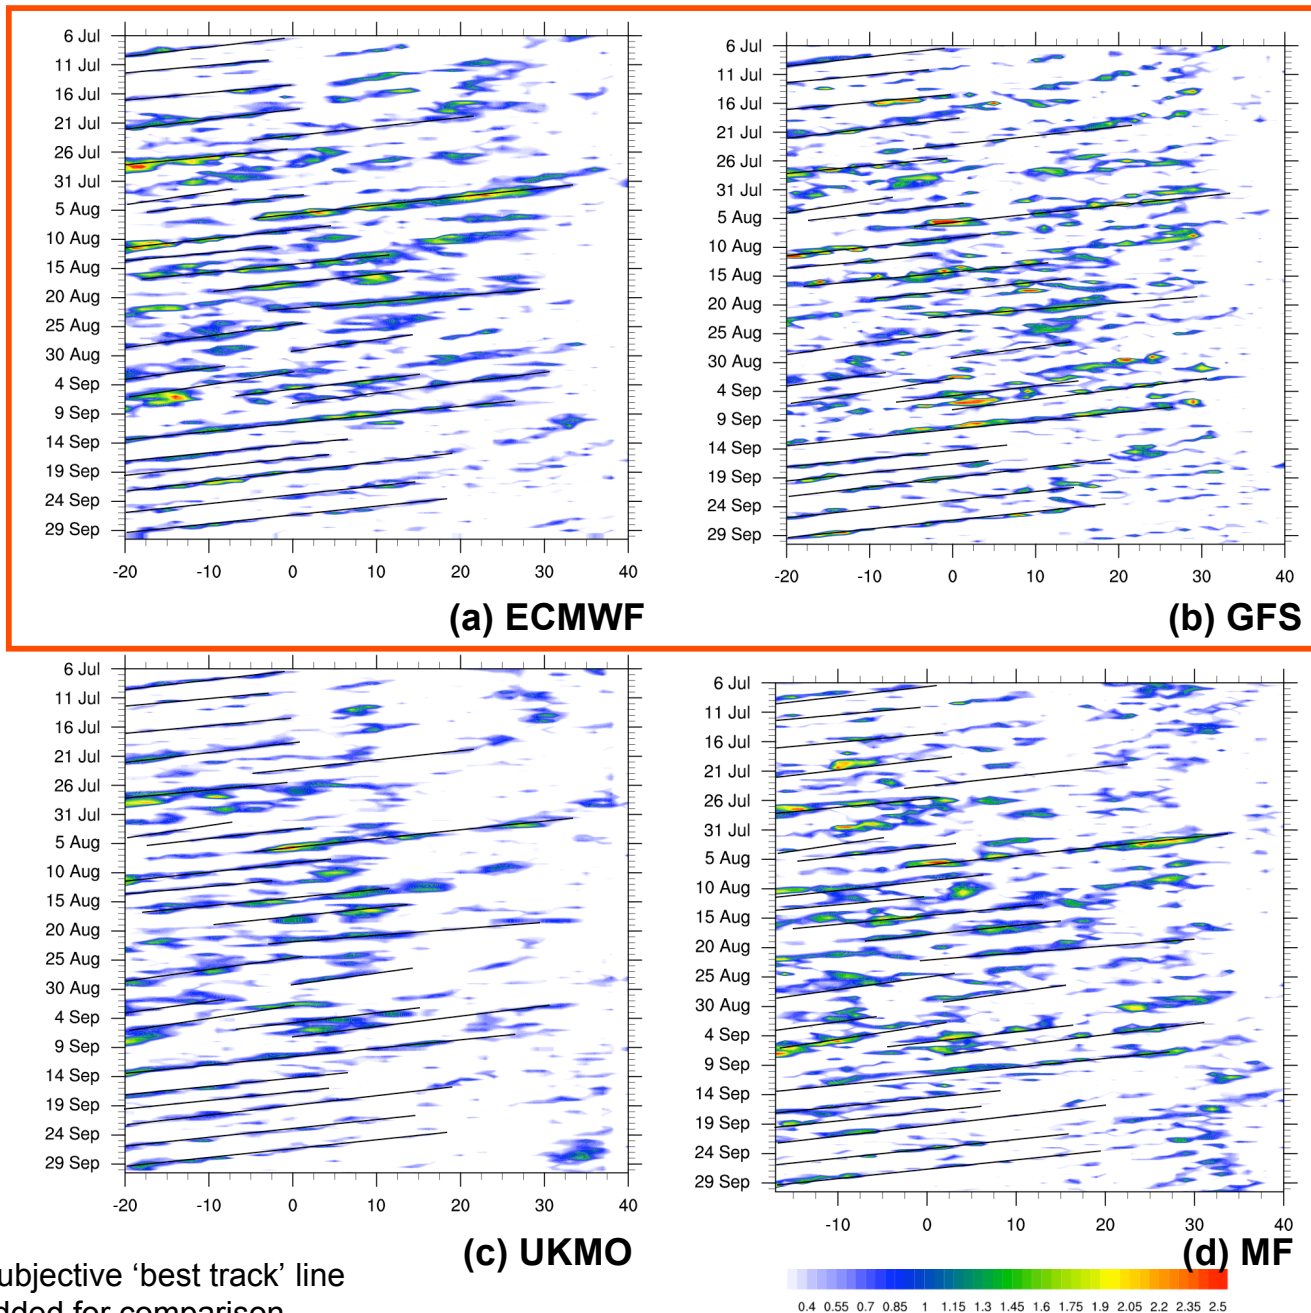 6 Jul
11 Jul
16 Jul
21 Jul
26 Jul
31 Jul
5 Aug
10 Aug
15 Aug
20 Aug
25 Aug
30 Aug
4 Sep
9 Sep
14 Sep
19 Sep
24 Sep
29 Sep
-20 -10 0 10 20 30 40
(a) ECMWF
6 Jul
11 Jul
16 Jul
21 Jul
26 Jul
31 Jul
5 Aug
10 Aug
15 Aug
20 Aug
25 Aug
30 Aug
4 Sep
9 Sep
14 Sep
19 Sep
24 Sep
29 Sep
-20 -10 0 10 20 30 40
(b) GFS
6 Jul
11 Jul
16 Jul
21 Jul
26 Jul
31 Jul
5 Aug
10 Aug
15 Aug
20 Aug
25 Aug
30 Aug
4 Sep
9 Sep
14 Sep
19 Sep
24 Sep
29 Sep
-20 -10 0 10 20 30 40
(c) UKMO
6 Jul
11 Jul
16 Jul
21 Jul
26 Jul
31 Jul
5 Aug
10 Aug
15 Aug
20 Aug
25 Aug
30 Aug
4 Sep
9 Sep
14 Sep
19 Sep
24 Sep
29 Sep
-10 0 10 20 30 40
(d) MF
ubjective ‘best track’ line
dded for comparison
0.4 0.55 0.7 0.85 1 1.15 1.3 1.45 1.6 1.75 1.9 2.05 2.2 2.35 2.5